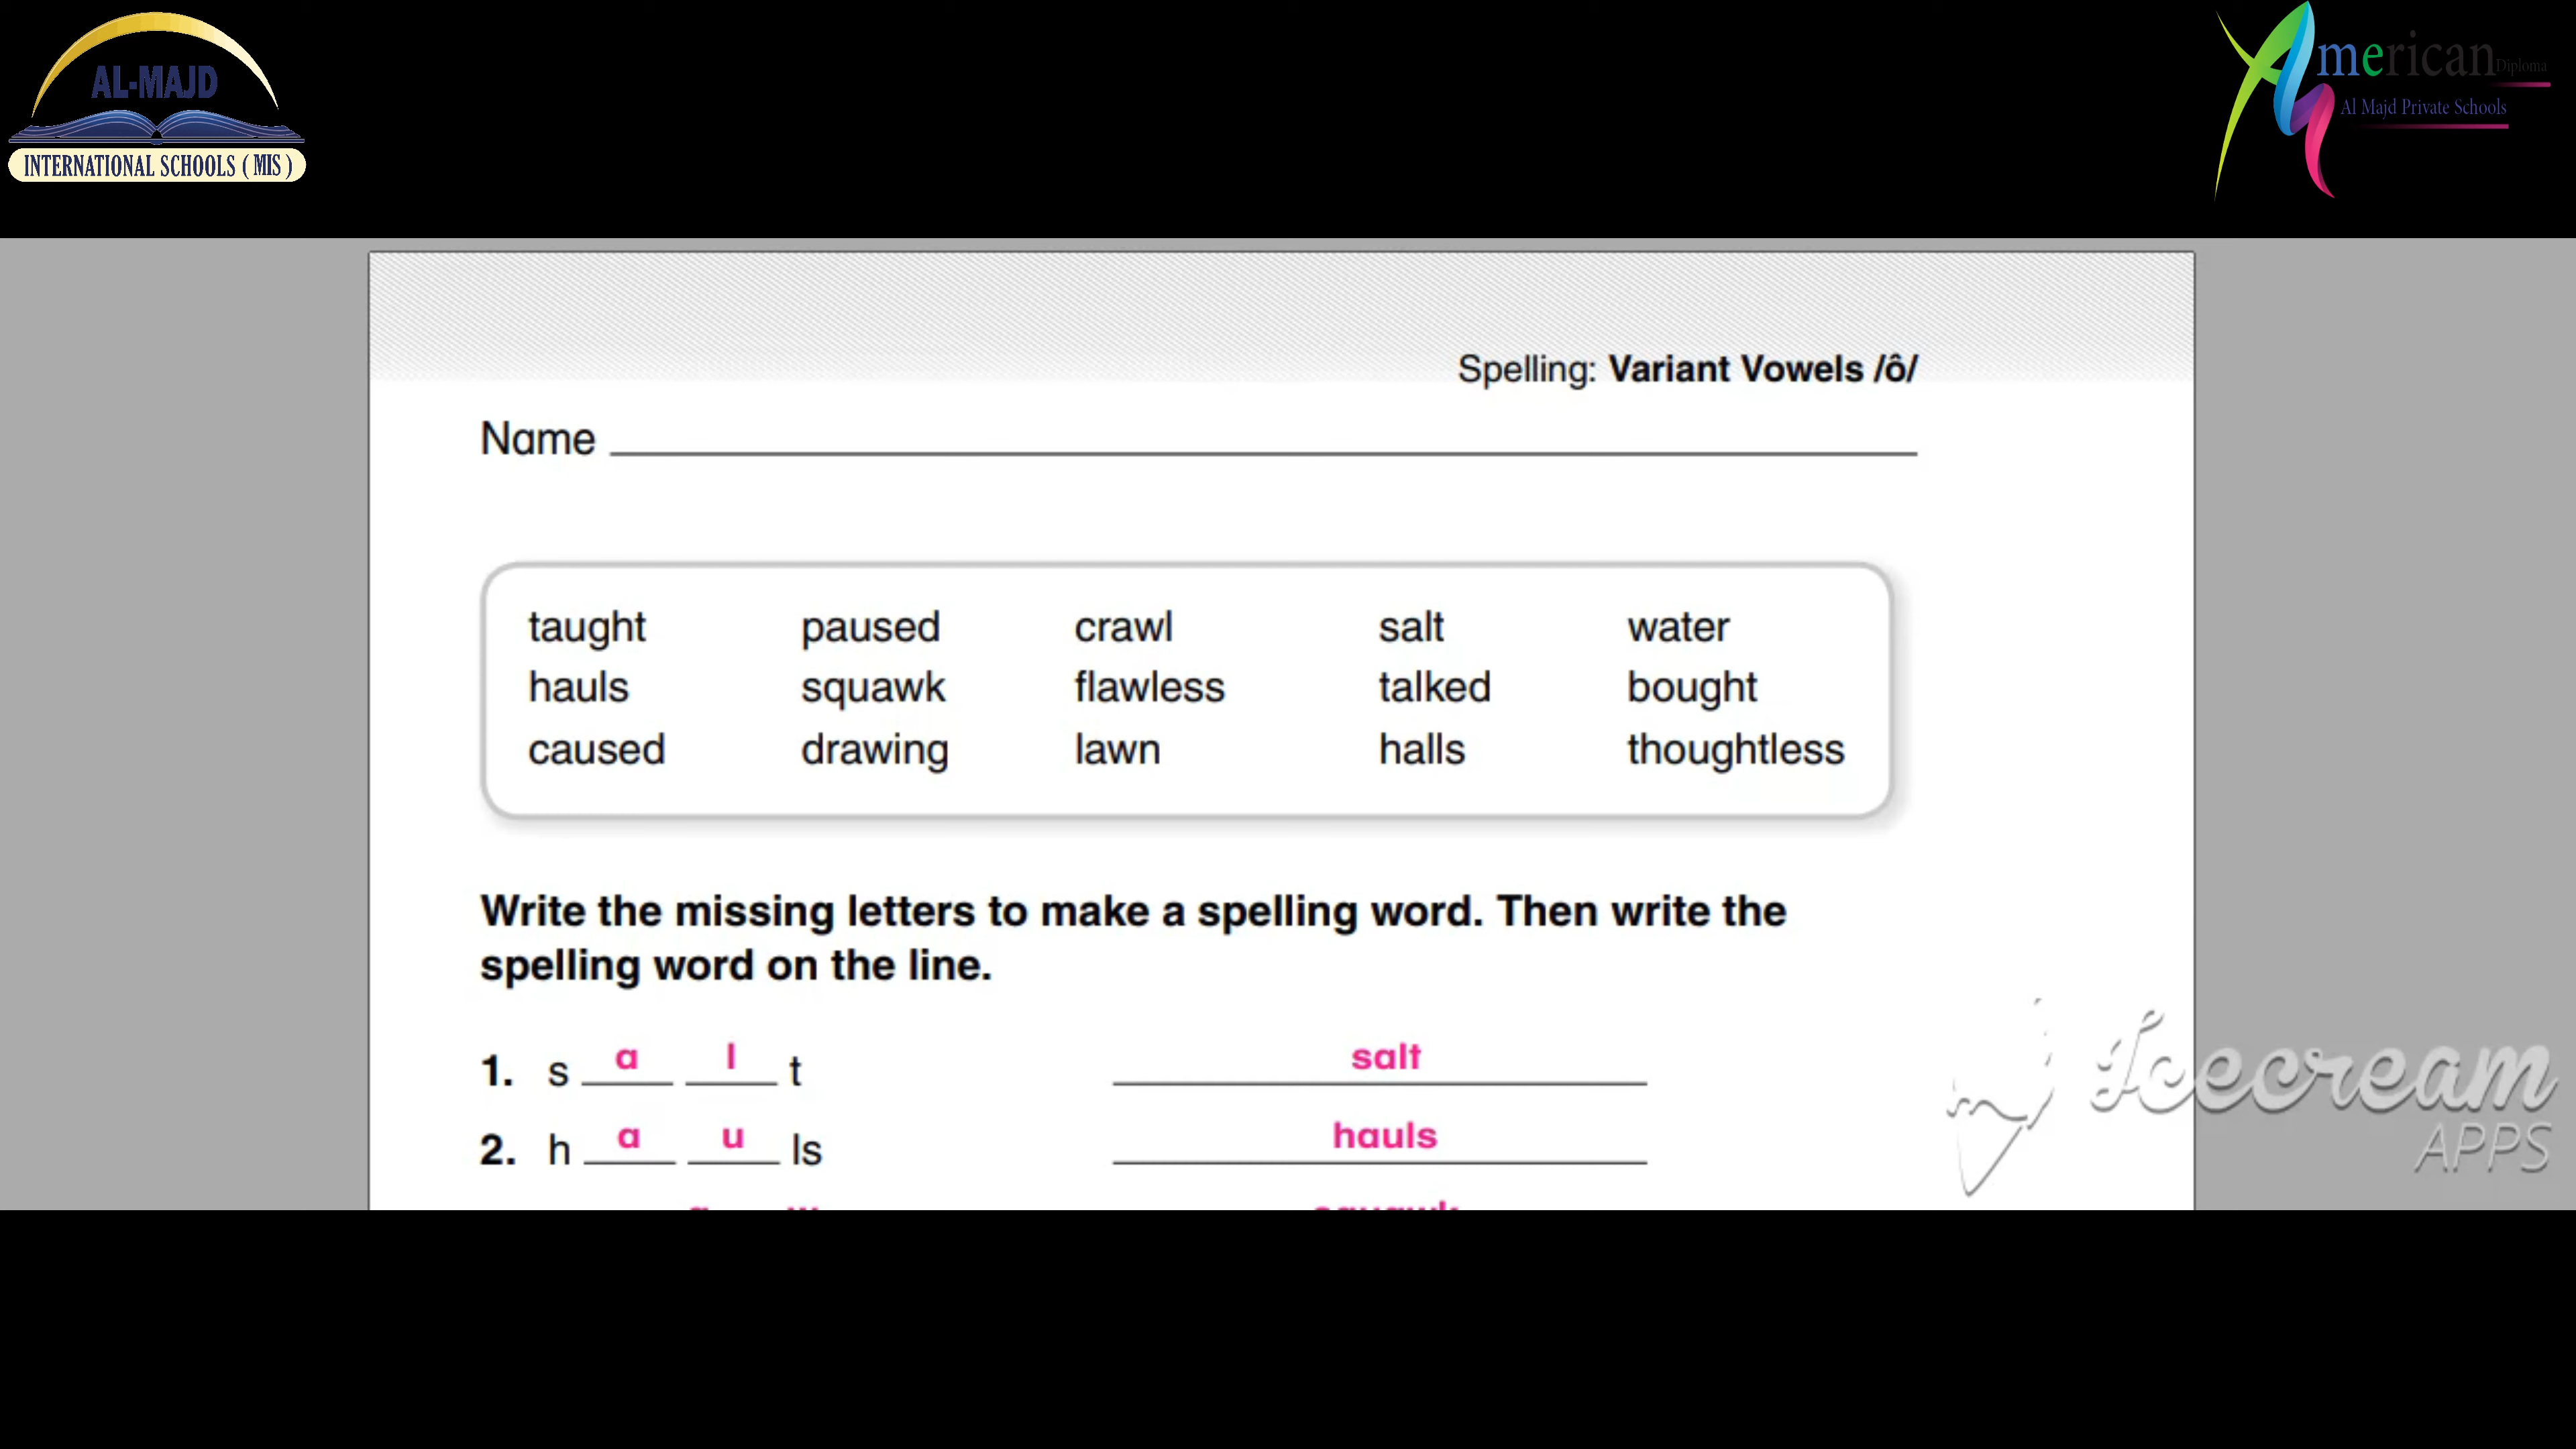 AL-MAJD
INTERNATIONAL SCHOOLS ( MIS )
American Diploma
Al Majd Private Schools
Spelling: Variant Vowels /ô/
Name
taught paused crawl salt water
hauls squawk flawless talked bought
caused drawing lawn halls thoughtless
Write the missing letters to make a spelling word. Then write the
spelling word on the line.
1. s a l t salt
2. h a u ls hauls
Icecream
APPS